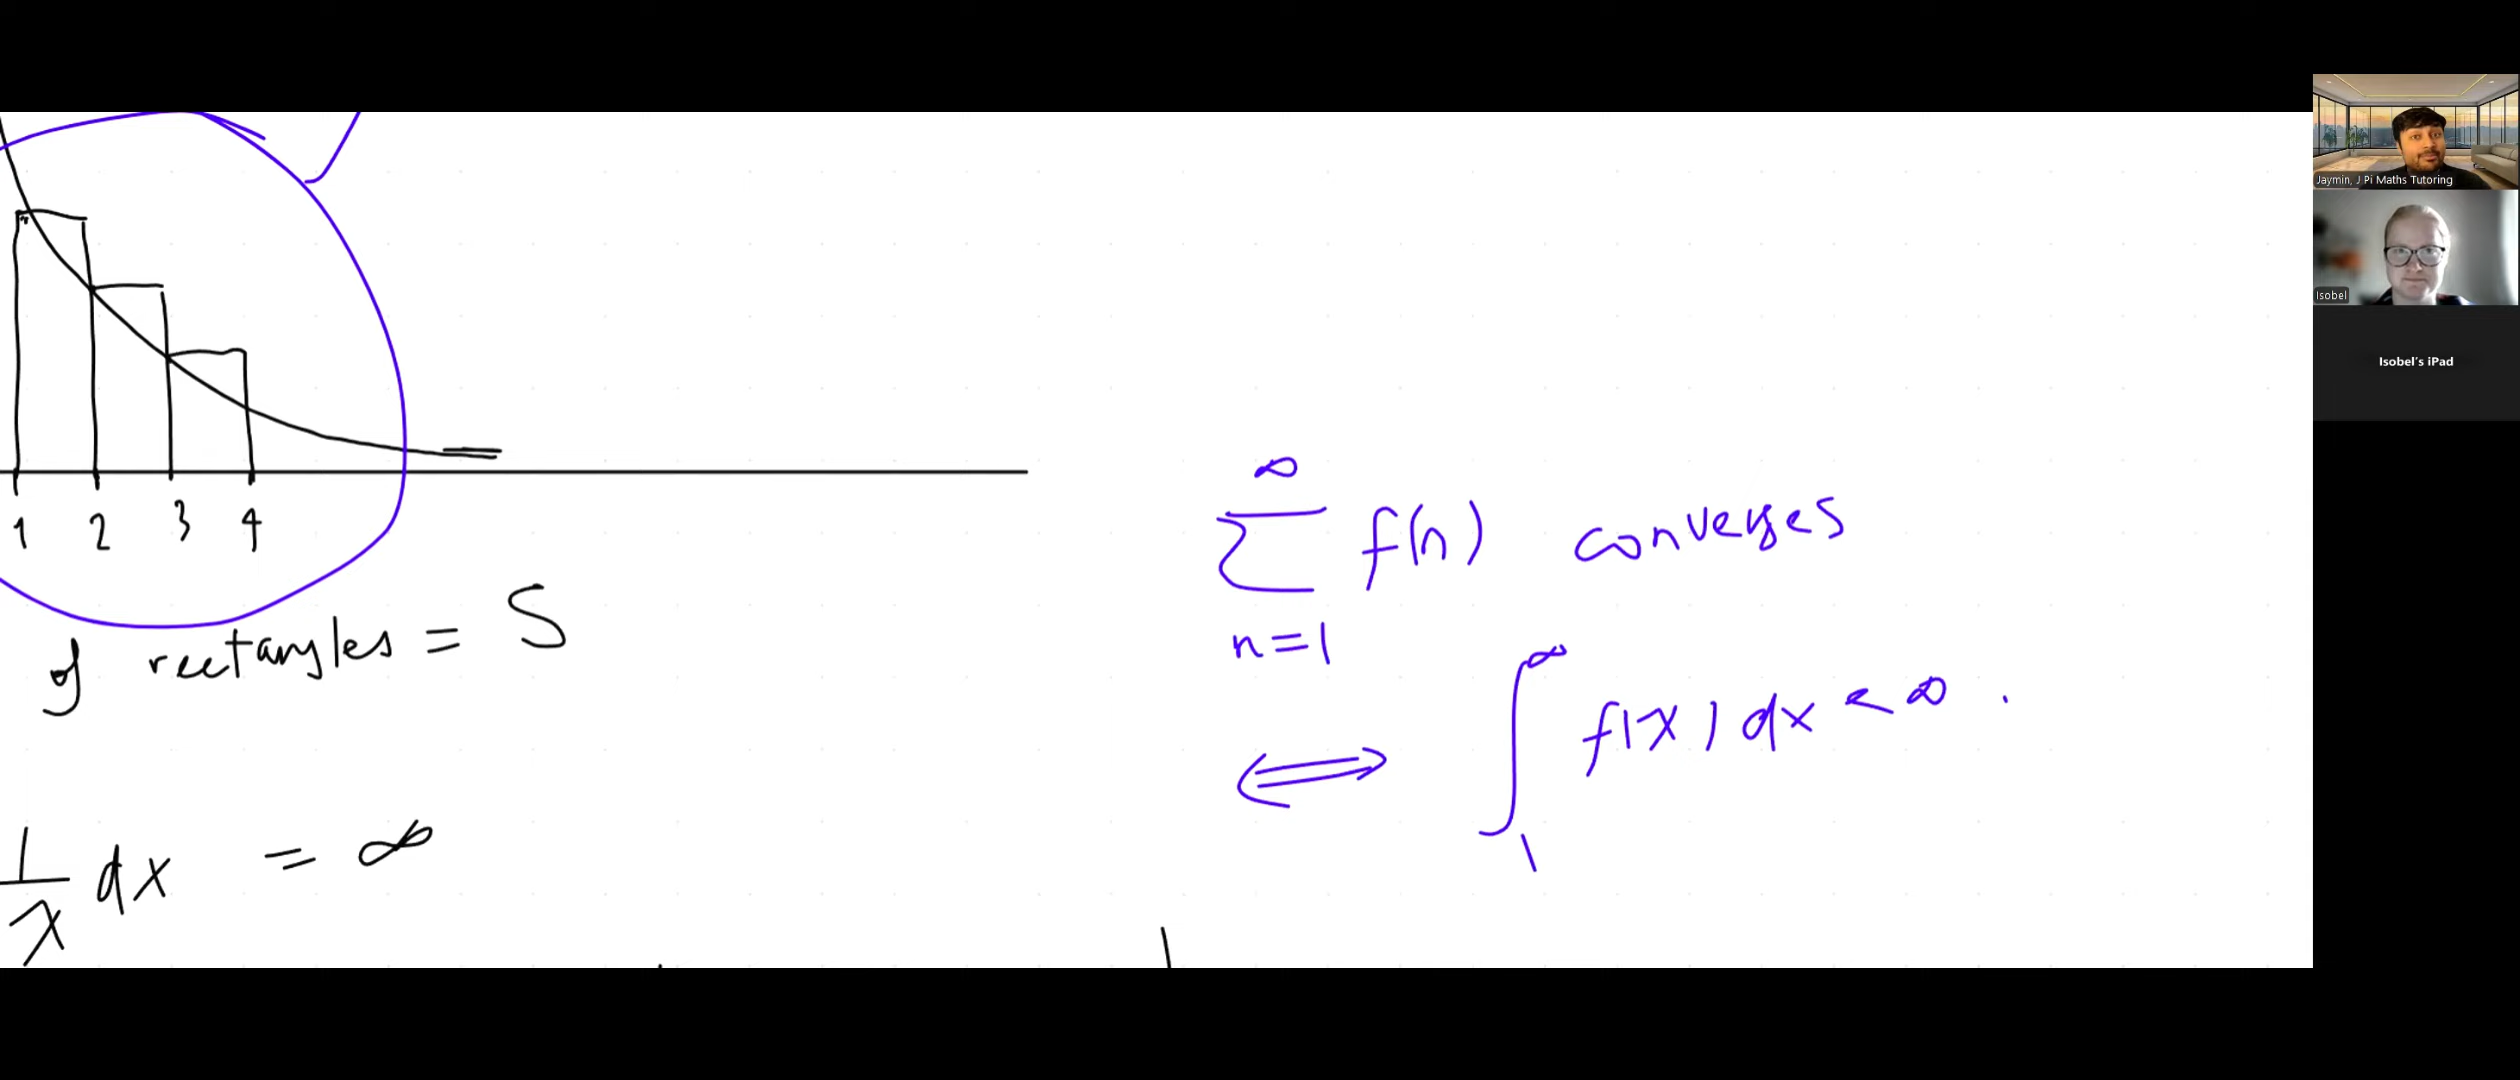 1 2 3 4
of rectangles = S
1/x dx = ∞
∞
∑ f(n) converges
n=1
⟺ ∫₁^∞ f(x) dx < ∞ .
Jaymin, J Pi Maths Tutoring
Isobel
Isobel's iPad